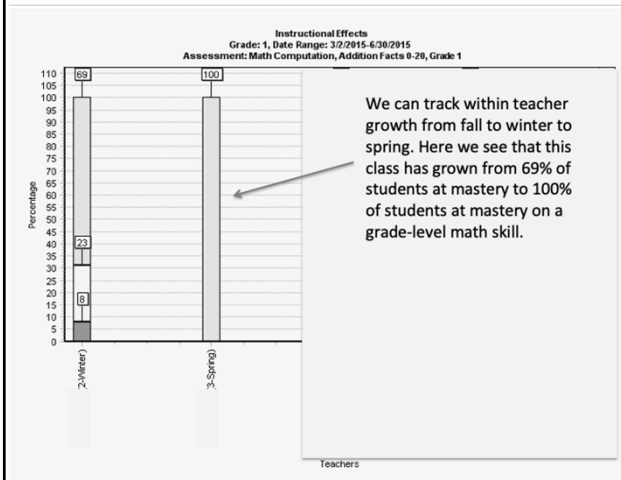 Instructional Effects
Grade: 1, Date Range: 3/2/2015-6/30/2015
Assessment: Math Computation, Addition Facts 0-20, Grade 1
110
105
100
95
90
85
80
75
70
65
60
55
50
45
40
35
30
25
20
15
10
5
0
Percentage
69
23
8
100
We can track within teacher
growth from fall to winter to
spring. Here we see that this
class has grown from 69% of
students at mastery to 100%
of students at mastery on a
grade-level math skill.
2-Winter)
3-Spring)
Teachers